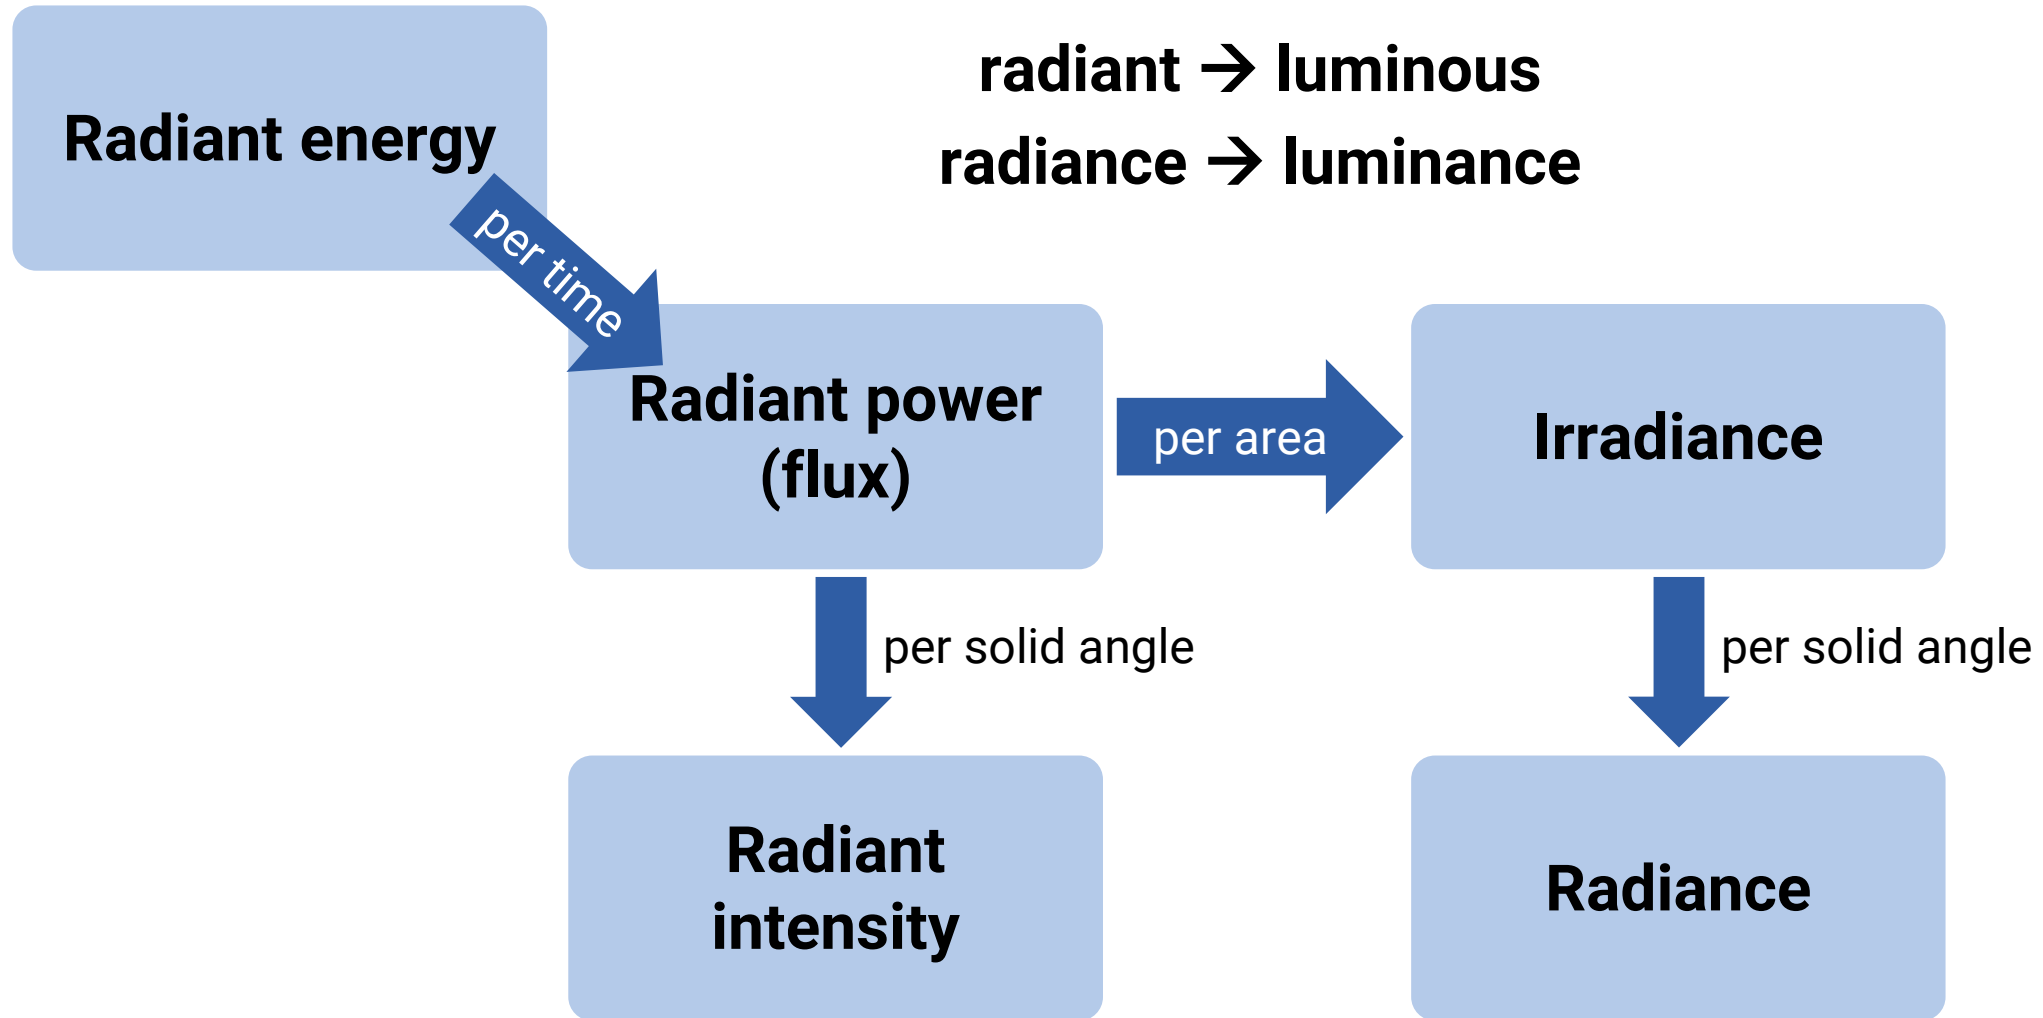 Radiant energy
radiant → luminous
radiance → luminance
per time
Radiant power
(flux)
per area
Irradiance
per solid angle
per solid angle
Radiant
intensity
Radiance